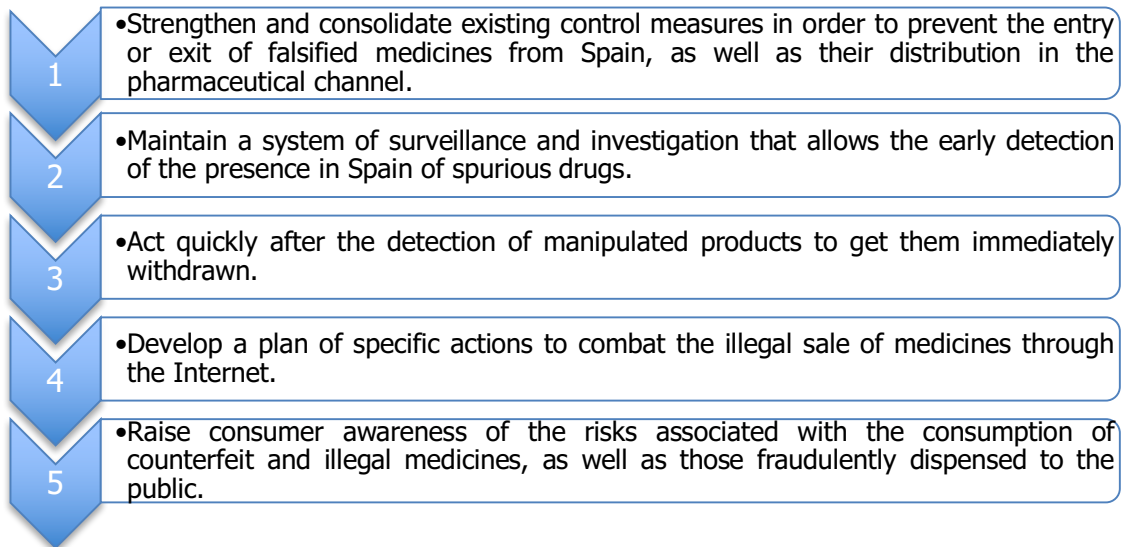 1
•Strengthen and consolidate existing control measures in order to prevent the entry
or exit of falsified medicines from Spain, as well as their distribution in the
pharmaceutical channel.
2
•Maintain a system of surveillance and investigation that allows the early detection
of the presence in Spain of spurious drugs.
3
•Act quickly after the detection of manipulated products to get them immediately
withdrawn.
4
•Develop a plan of specific actions to combat the illegal sale of medicines through
the Internet.
5
•Raise consumer awareness of the risks associated with the consumption of
counterfeit and illegal medicines, as well as those fraudulently dispensed to the
public.